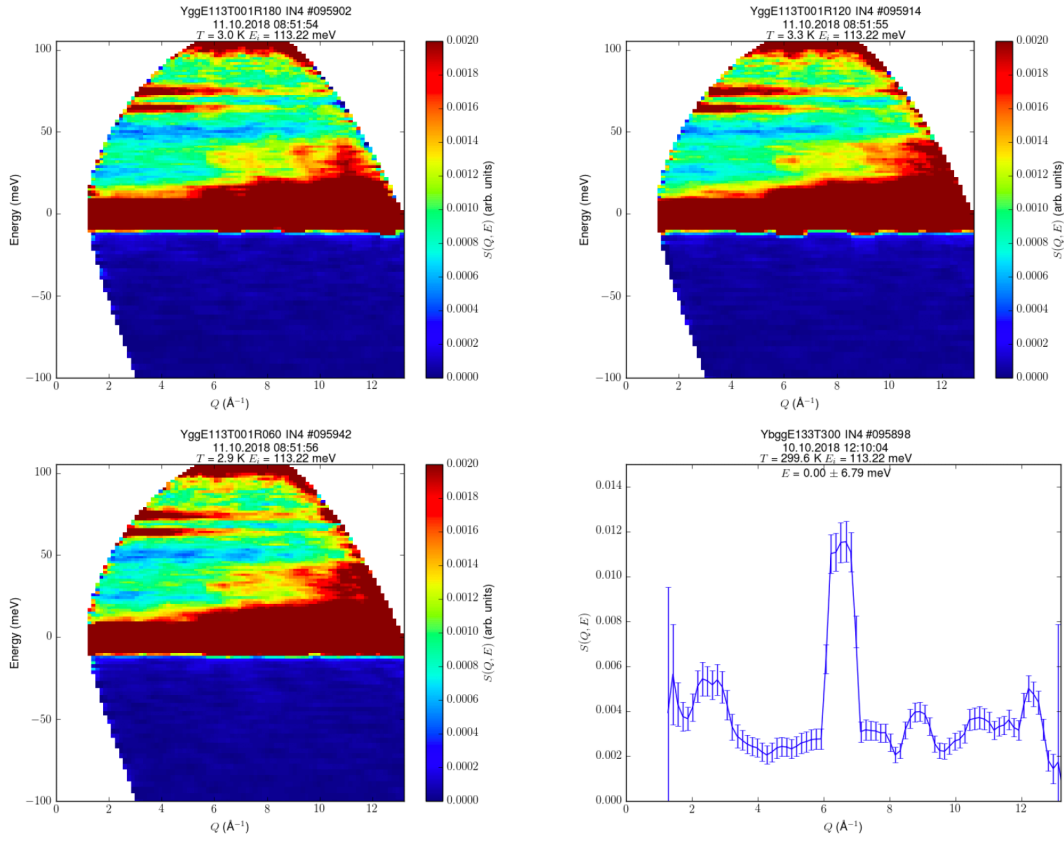 YggE113T001R180 IN4 #095902
11.10.2018 08:51:54
T = 3.0 K E_i = 113.22 meV
Energy (meV)
100
50
0
−50
−100
0 2 4 6 8 10 12
Q (Å⁻¹)
0.0020
0.0018
0.0016
0.0014
0.0012
0.0010
0.0008
0.0006
0.0004
0.0002
0.0000
S(Q, E) (arb. units)
YggE113T001R120 IN4 #095914
11.10.2018 08:51:55
T = 3.3 K E_i = 113.22 meV
Energy (meV)
100
50
0
−50
−100
0 2 4 6 8 10 12
Q (Å⁻¹)
0.0020
0.0018
0.0016
0.0014
0.0012
0.0010
0.0008
0.0006
0.0004
0.0002
0.0000
S(Q, E) (arb. units)
YggE113T001R060 IN4 #095942
11.10.2018 08:51:56
T = 2.9 K E_i = 113.22 meV
Energy (meV)
100
50
0
−50
−100
0 2 4 6 8 10 12
Q (Å⁻¹)
0.0020
0.0018
0.0016
0.0014
0.0012
0.0010
0.0008
0.0006
0.0004
0.0002
0.0000
S(Q, E) (arb. units)
YbggE133T300 IN4 #095898
10.10.2018 12:10:04
T = 299.6 K E_i = 113.22 meV
E = 0.00 ± 6.79 meV
S(Q, E)
0.014
0.012
0.010
0.008
0.006
0.004
0.002
0.000
0 2 4 6 8 10 12
Q (Å⁻¹)